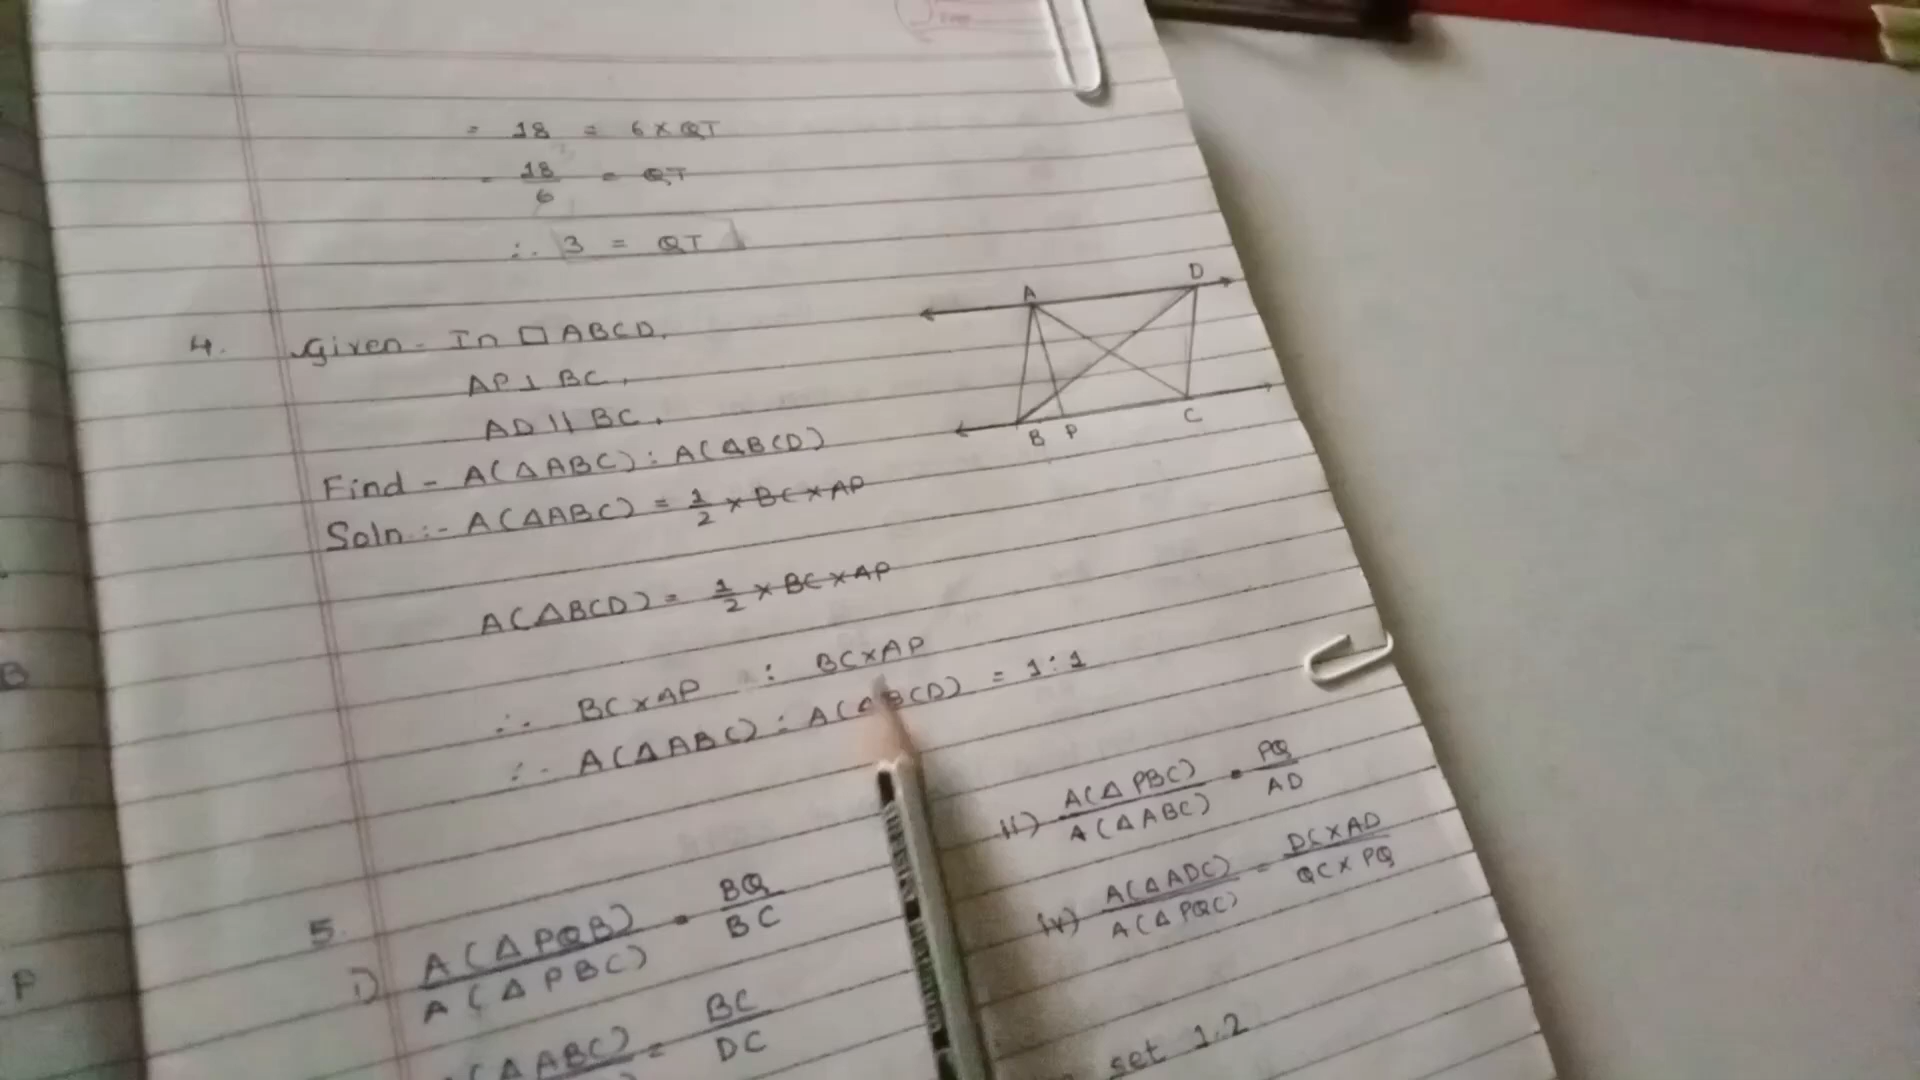 = 18 = 6 × QT
18/6 = QT
∴ 3 = QT
4. Given - In □ABCD,
AP ⊥ BC,
AD || BC.
A D
B P C
Find - A(△ABC) : A(△BCD)
Soln :- A(△ABC) = 1/2 × BC × AP
A(△BCD) = 1/2 × BC × AP
∴ BC × AP : BC × AP
∴ A(△ABC) : A(△BCD) = 1 : 1
5.
i) A(△PQB)/A(△PBC) = BQ/BC
A(△ABC) = BC/DC
A(△PBC)/A(△ABC) = PQ/AD
iv) A(△ADC)/A(△PQC) = DC × AD/QC × PQ
set 1.2
B
P